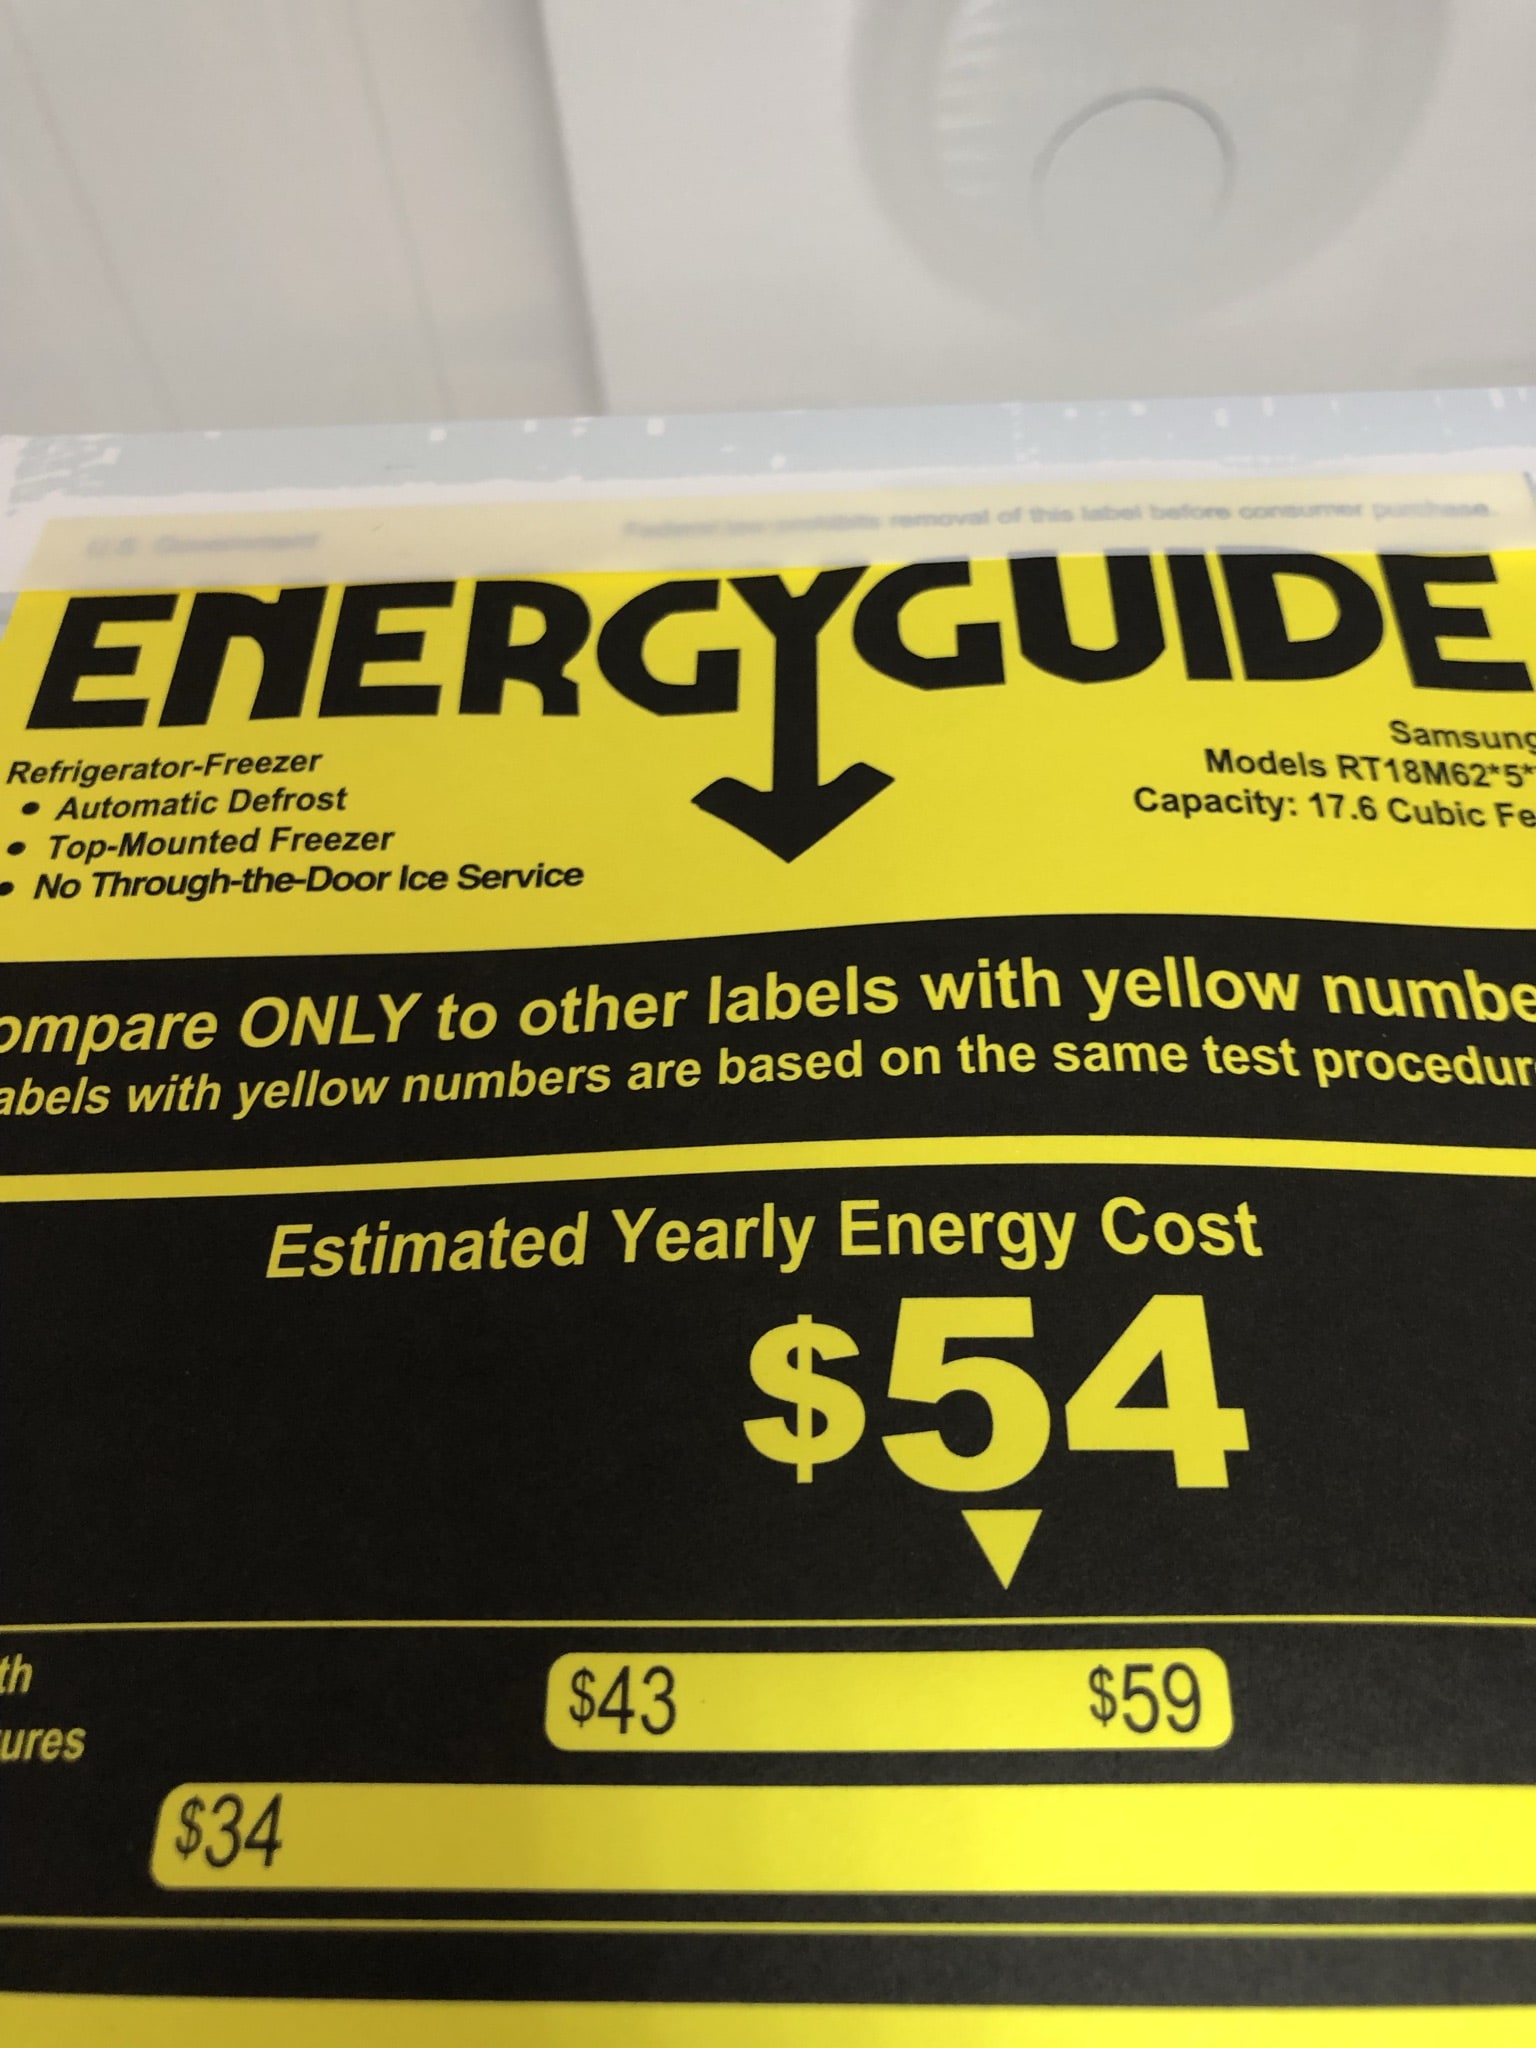 U.S. Government
Federal law prohibits removal of this label before consumer purchase.
ENERGYGUIDE
Refrigerator-Freezer
• Automatic Defrost
• Top-Mounted Freezer
• No Through-the-Door Ice Service
Samsung
Models RT18M62*5*
Capacity: 17.6 Cubic Fe
ompare ONLY to other labels with yellow numbe
abels with yellow numbers are based on the same test procedur
Estimated Yearly Energy Cost
$54
th
ures
$43 $59
$34